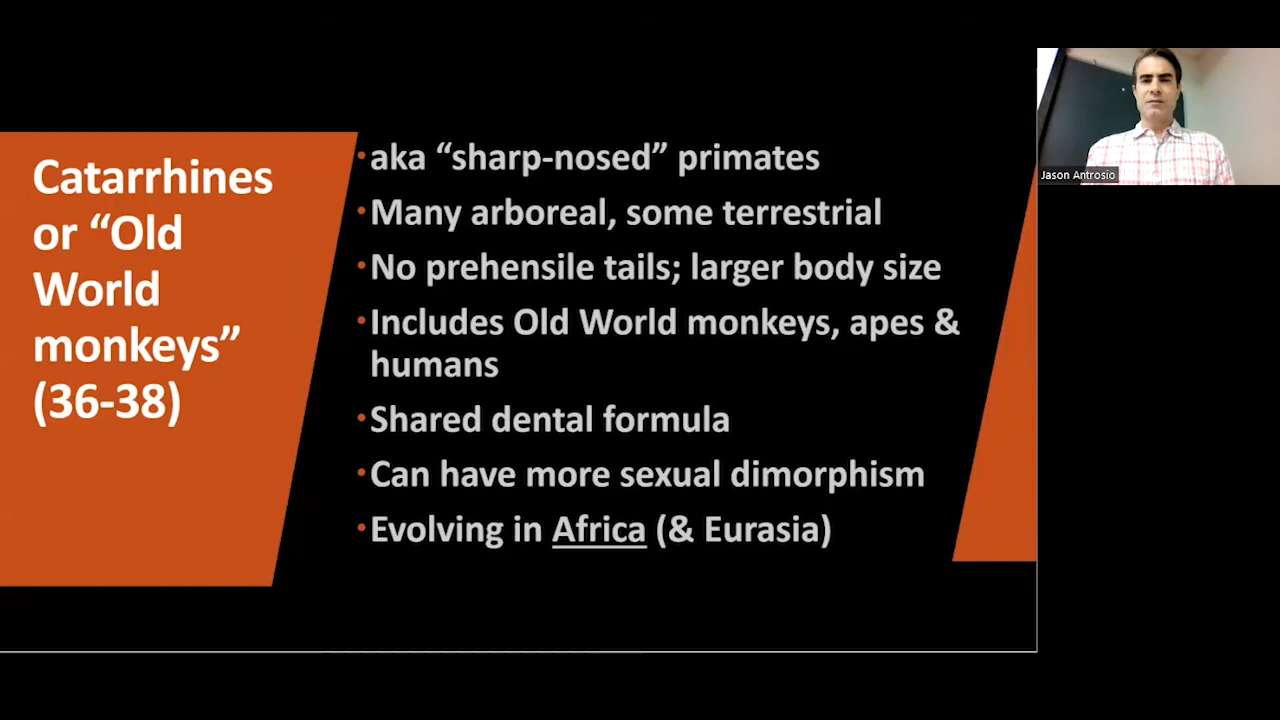 Catarrhines
or “Old
World
monkeys”
(36-38)
•aka “sharp-nosed” primates
•Many arboreal, some terrestrial
•No prehensile tails; larger body size
•Includes Old World monkeys, apes &
humans
•Shared dental formula
•Can have more sexual dimorphism
•Evolving in Africa (& Eurasia)
Jason Antrosio